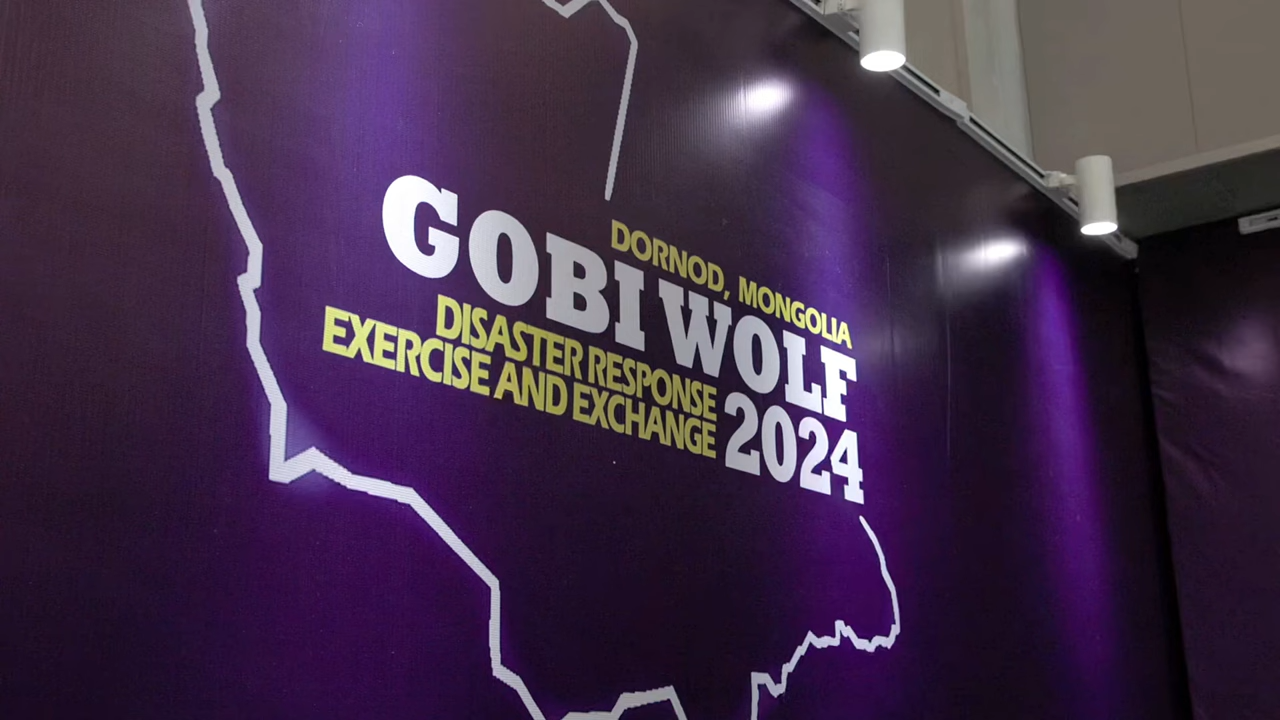 DORNOD, MONGOLIA
GOBI WOLF
DISASTER RESPONSE
EXERCISE AND EXCHANGE
2024